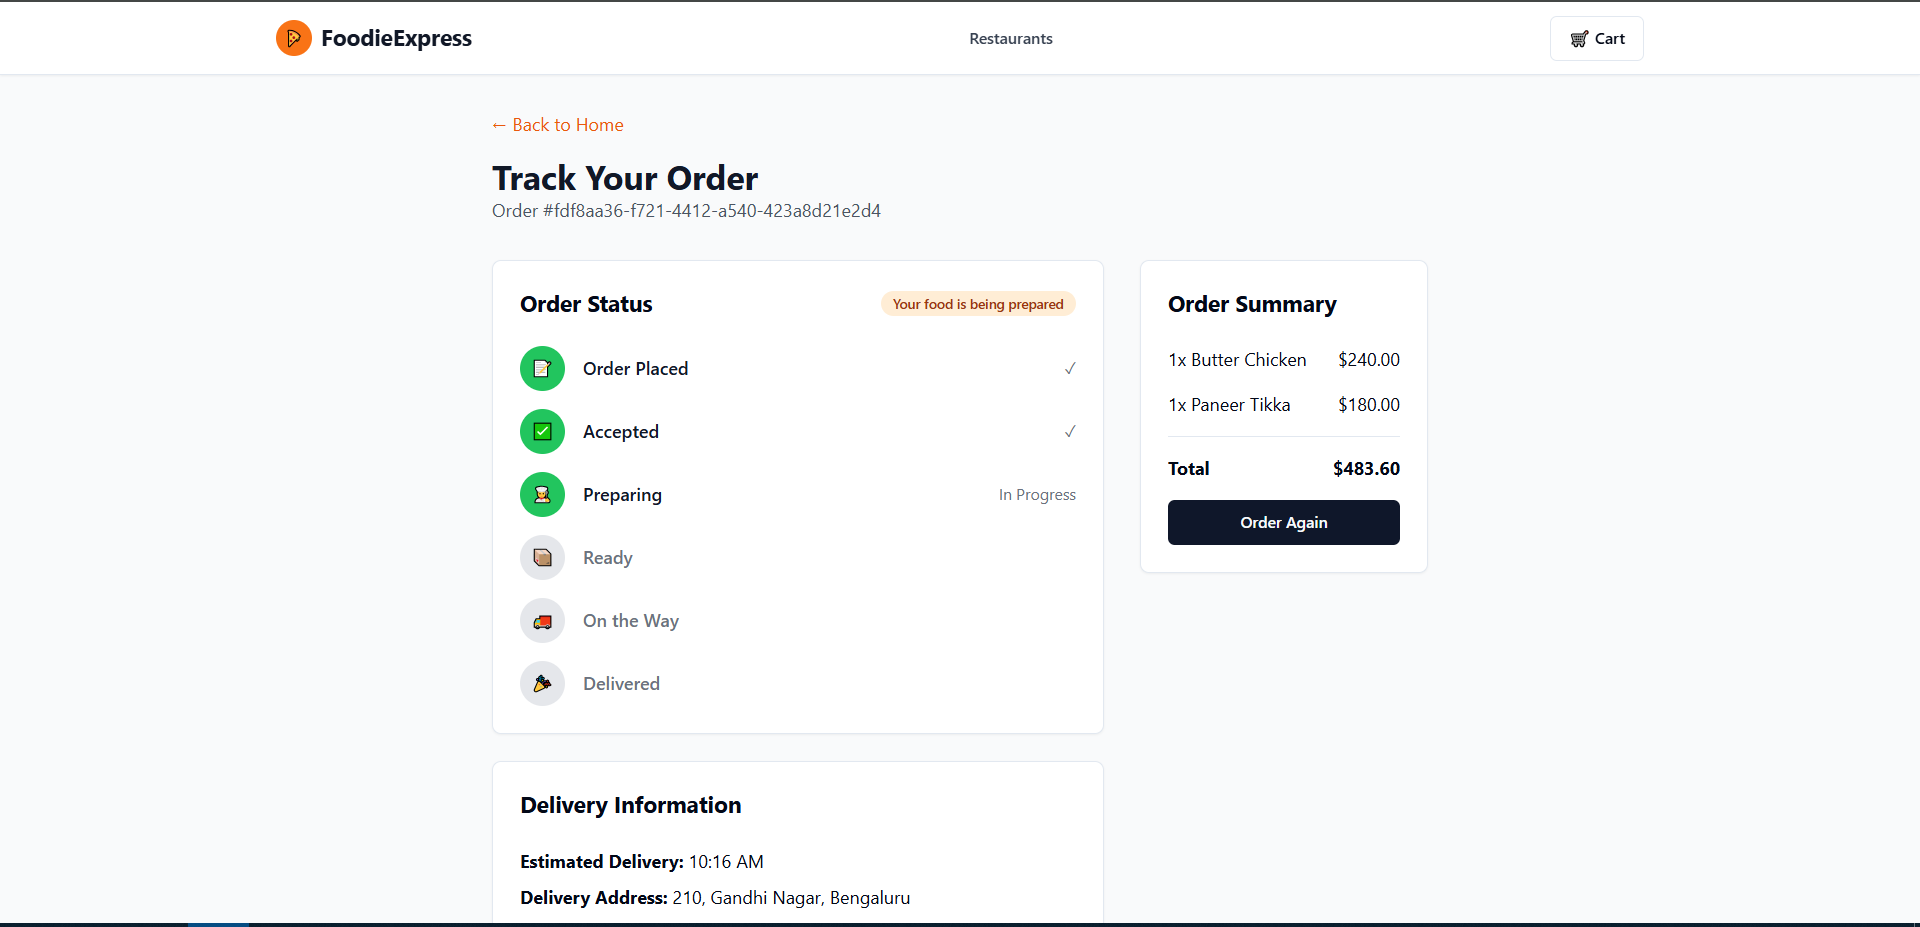 FoodieExpress
Restaurants
Cart
← Back to Home
Track Your Order
Order #fdf8aa36-f721-4412-a540-423a8d21e2d4
Order Status
Your food is being prepared
Order Placed ✓
Accepted ✓
Preparing In Progress
Ready
On the Way
Delivered
Order Summary
1x Butter Chicken $240.00
1x Paneer Tikka $180.00
Total $483.60
Order Again
Delivery Information
Estimated Delivery: 10:16 AM
Delivery Address: 210, Gandhi Nagar, Bengaluru